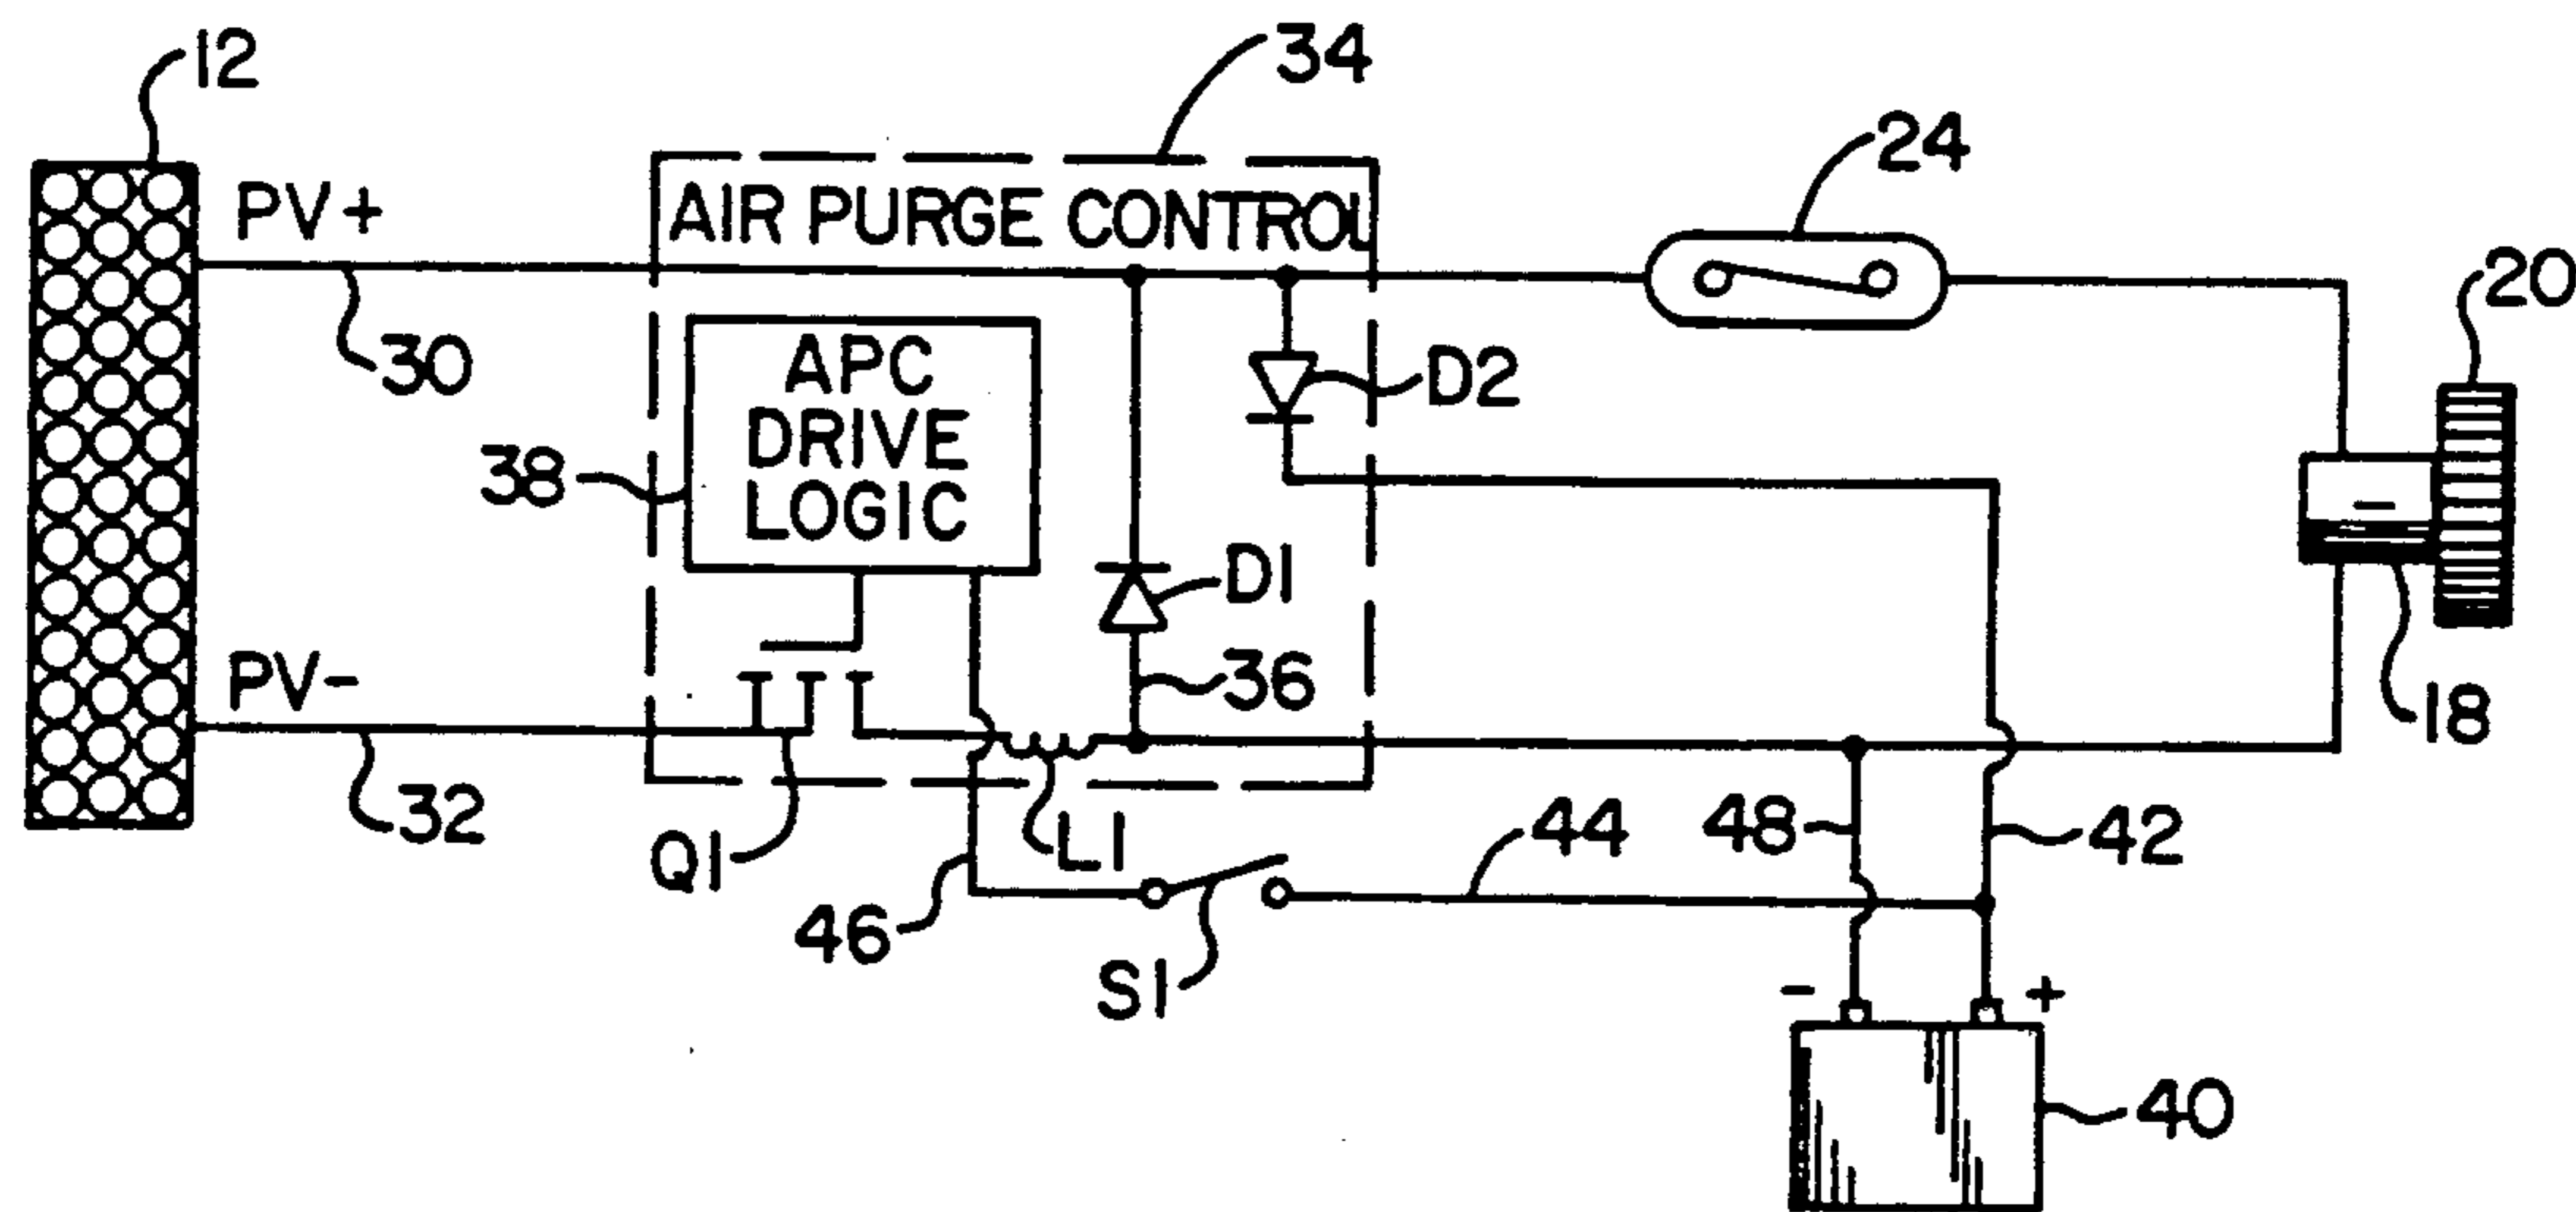 12
34
24
PV+
AIR PURGE CONTROL
20
30
APC
DRIVE
LOGIC
D2
38
D1
36
PV-
18
32
Q1
L1
44
48
42
46
S1
-
+
40
-